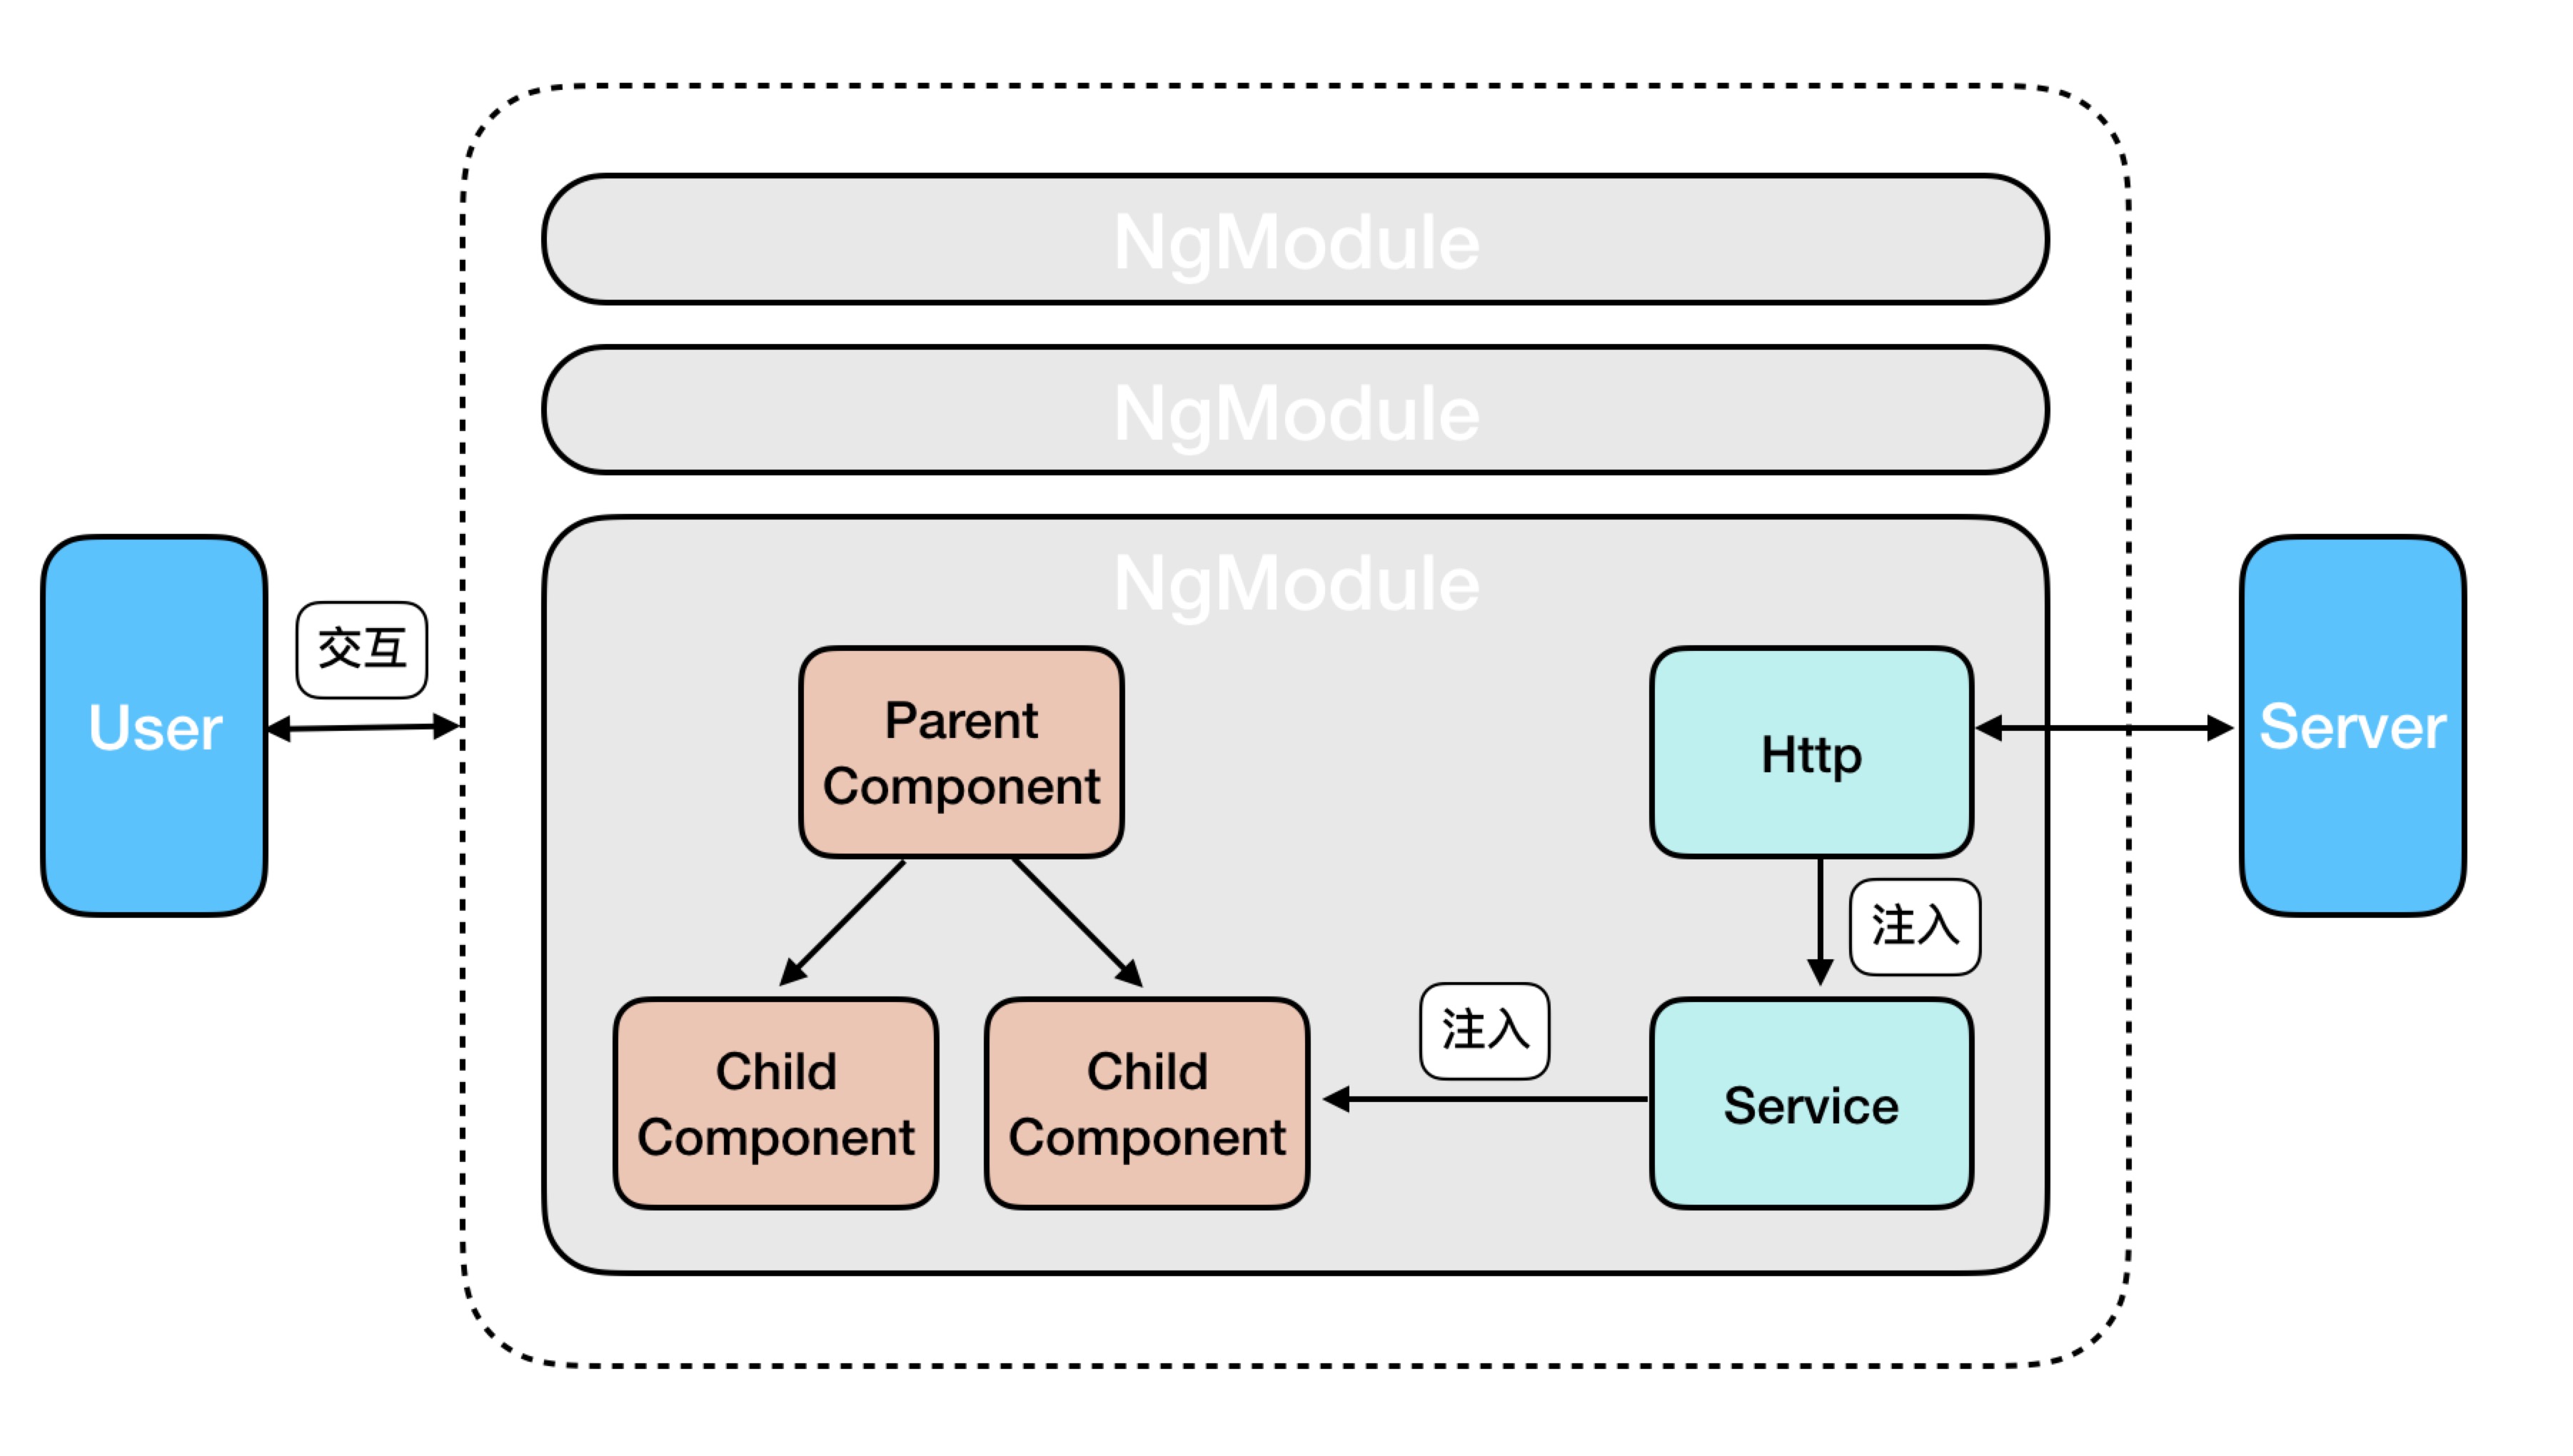 NgModule
NgModule
NgModule
User
交互
Parent
Component
Http
Server
注入
Child
Component
Child
Component
注入
Service